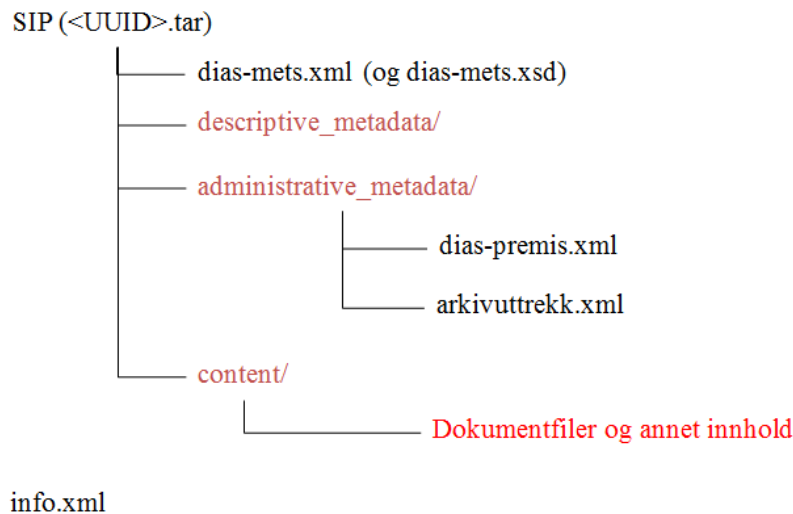 SIP (<UUID>.tar)
dias-mets.xml (og dias-mets.xsd)
descriptive_metadata/
administrative_metadata/
dias-premis.xml
arkivuttrekk.xml
content/
Dokumentfiler og annet innhold
info.xml